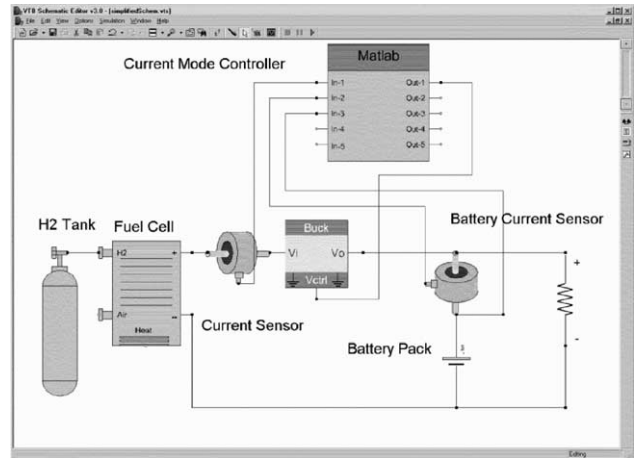 VTB Schematic Editor v3.0 - [simplifiedSchem.vts]
File Edit View Options Simulation Window Help
Current Mode Controller
Matlab
In-1 Out-1
In-2 Out-2
In-3 Out-3
In-4 Out-4
In-5 Out-5
H2 Tank
Fuel Cell
Battery Current Sensor
H2 +
Buck
Vi Vo
Vctrl
+
Air -
Heat
Current Sensor
Battery Pack
-
Editing